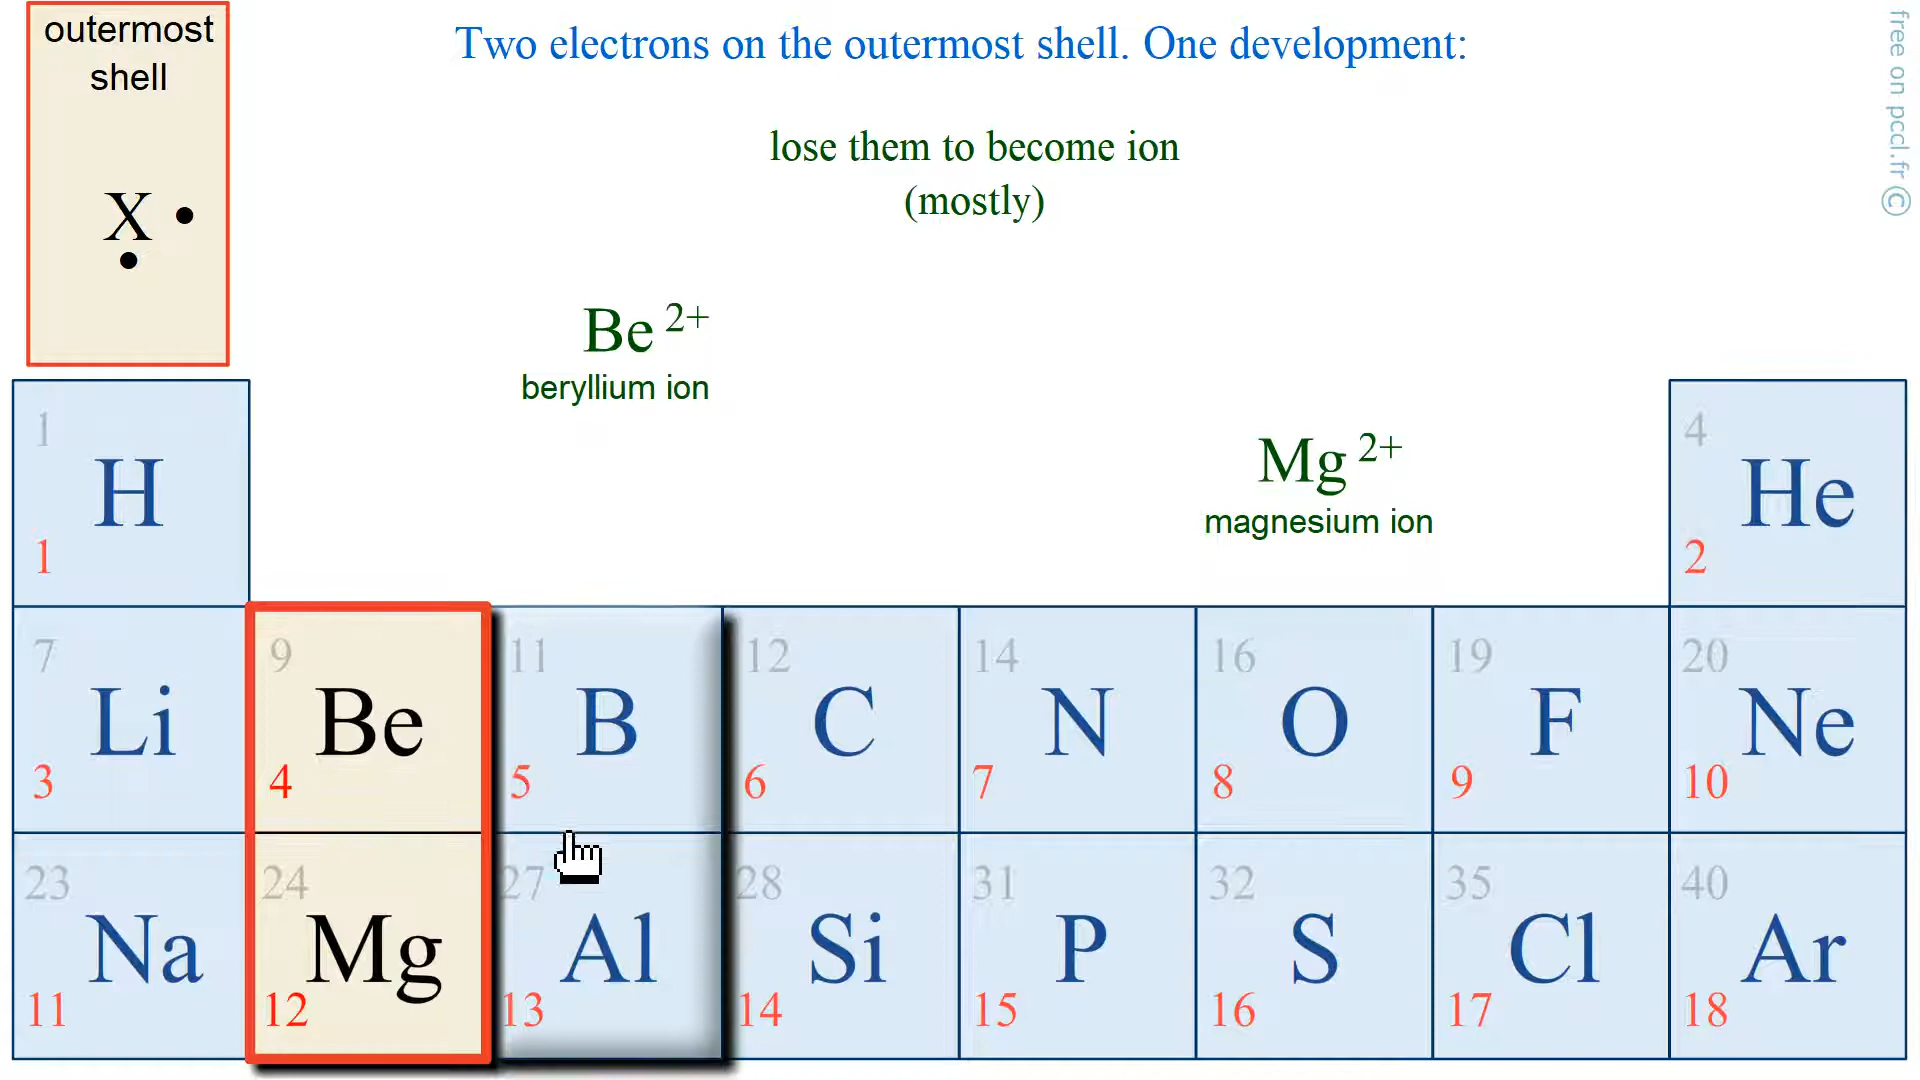 outermost
shell
X
Two electrons on the outermost shell. One development:
lose them to become ion
(mostly)
free on pccl.fr ©
Be 2+
beryllium ion
Mg 2+
magnesium ion
1
H
1
4
He
2
7
Li
3
9
Be
4
11
B
5
12
C
6
14
N
7
16
O
8
19
F
9
20
Ne
10
23
Na
11
24
Mg
12
27
Al
13
28
Si
14
31
P
15
32
S
16
35
Cl
17
40
Ar
18